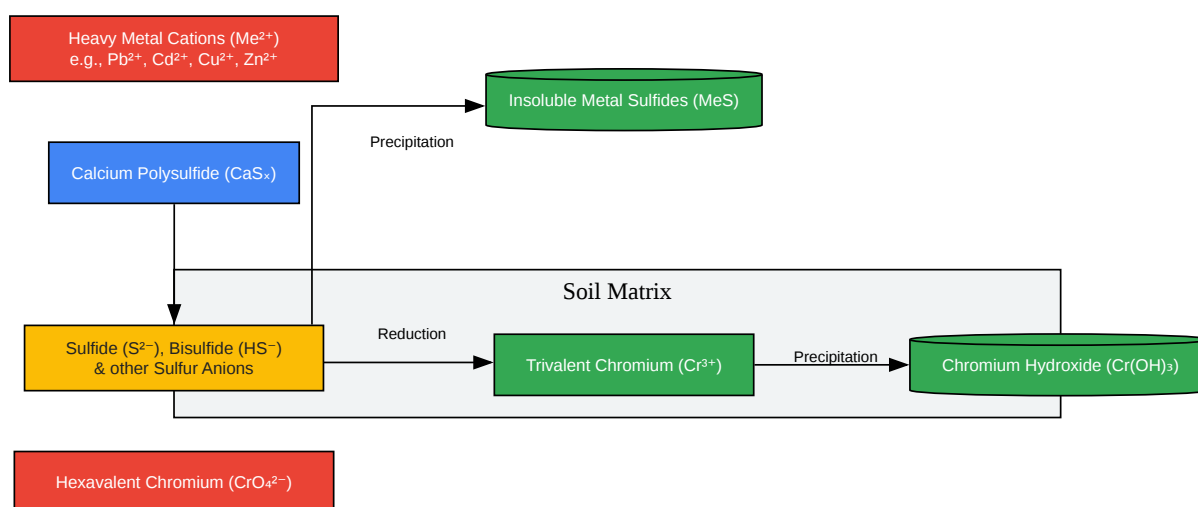 Heavy Metal Cations (Me²⁺)
e.g., Pb²⁺, Cd²⁺, Cu²⁺, Zn²⁺
Insoluble Metal Sulfides (MeS)
Precipitation
Calcium Polysulfide (CaSₓ)
Soil Matrix
Sulfide (S²⁻), Bisulfide (HS⁻)
& other Sulfur Anions
Reduction
Trivalent Chromium (Cr³⁺)
Precipitation
Chromium Hydroxide (Cr(OH)₃)
Hexavalent Chromium (CrO₄²⁻)